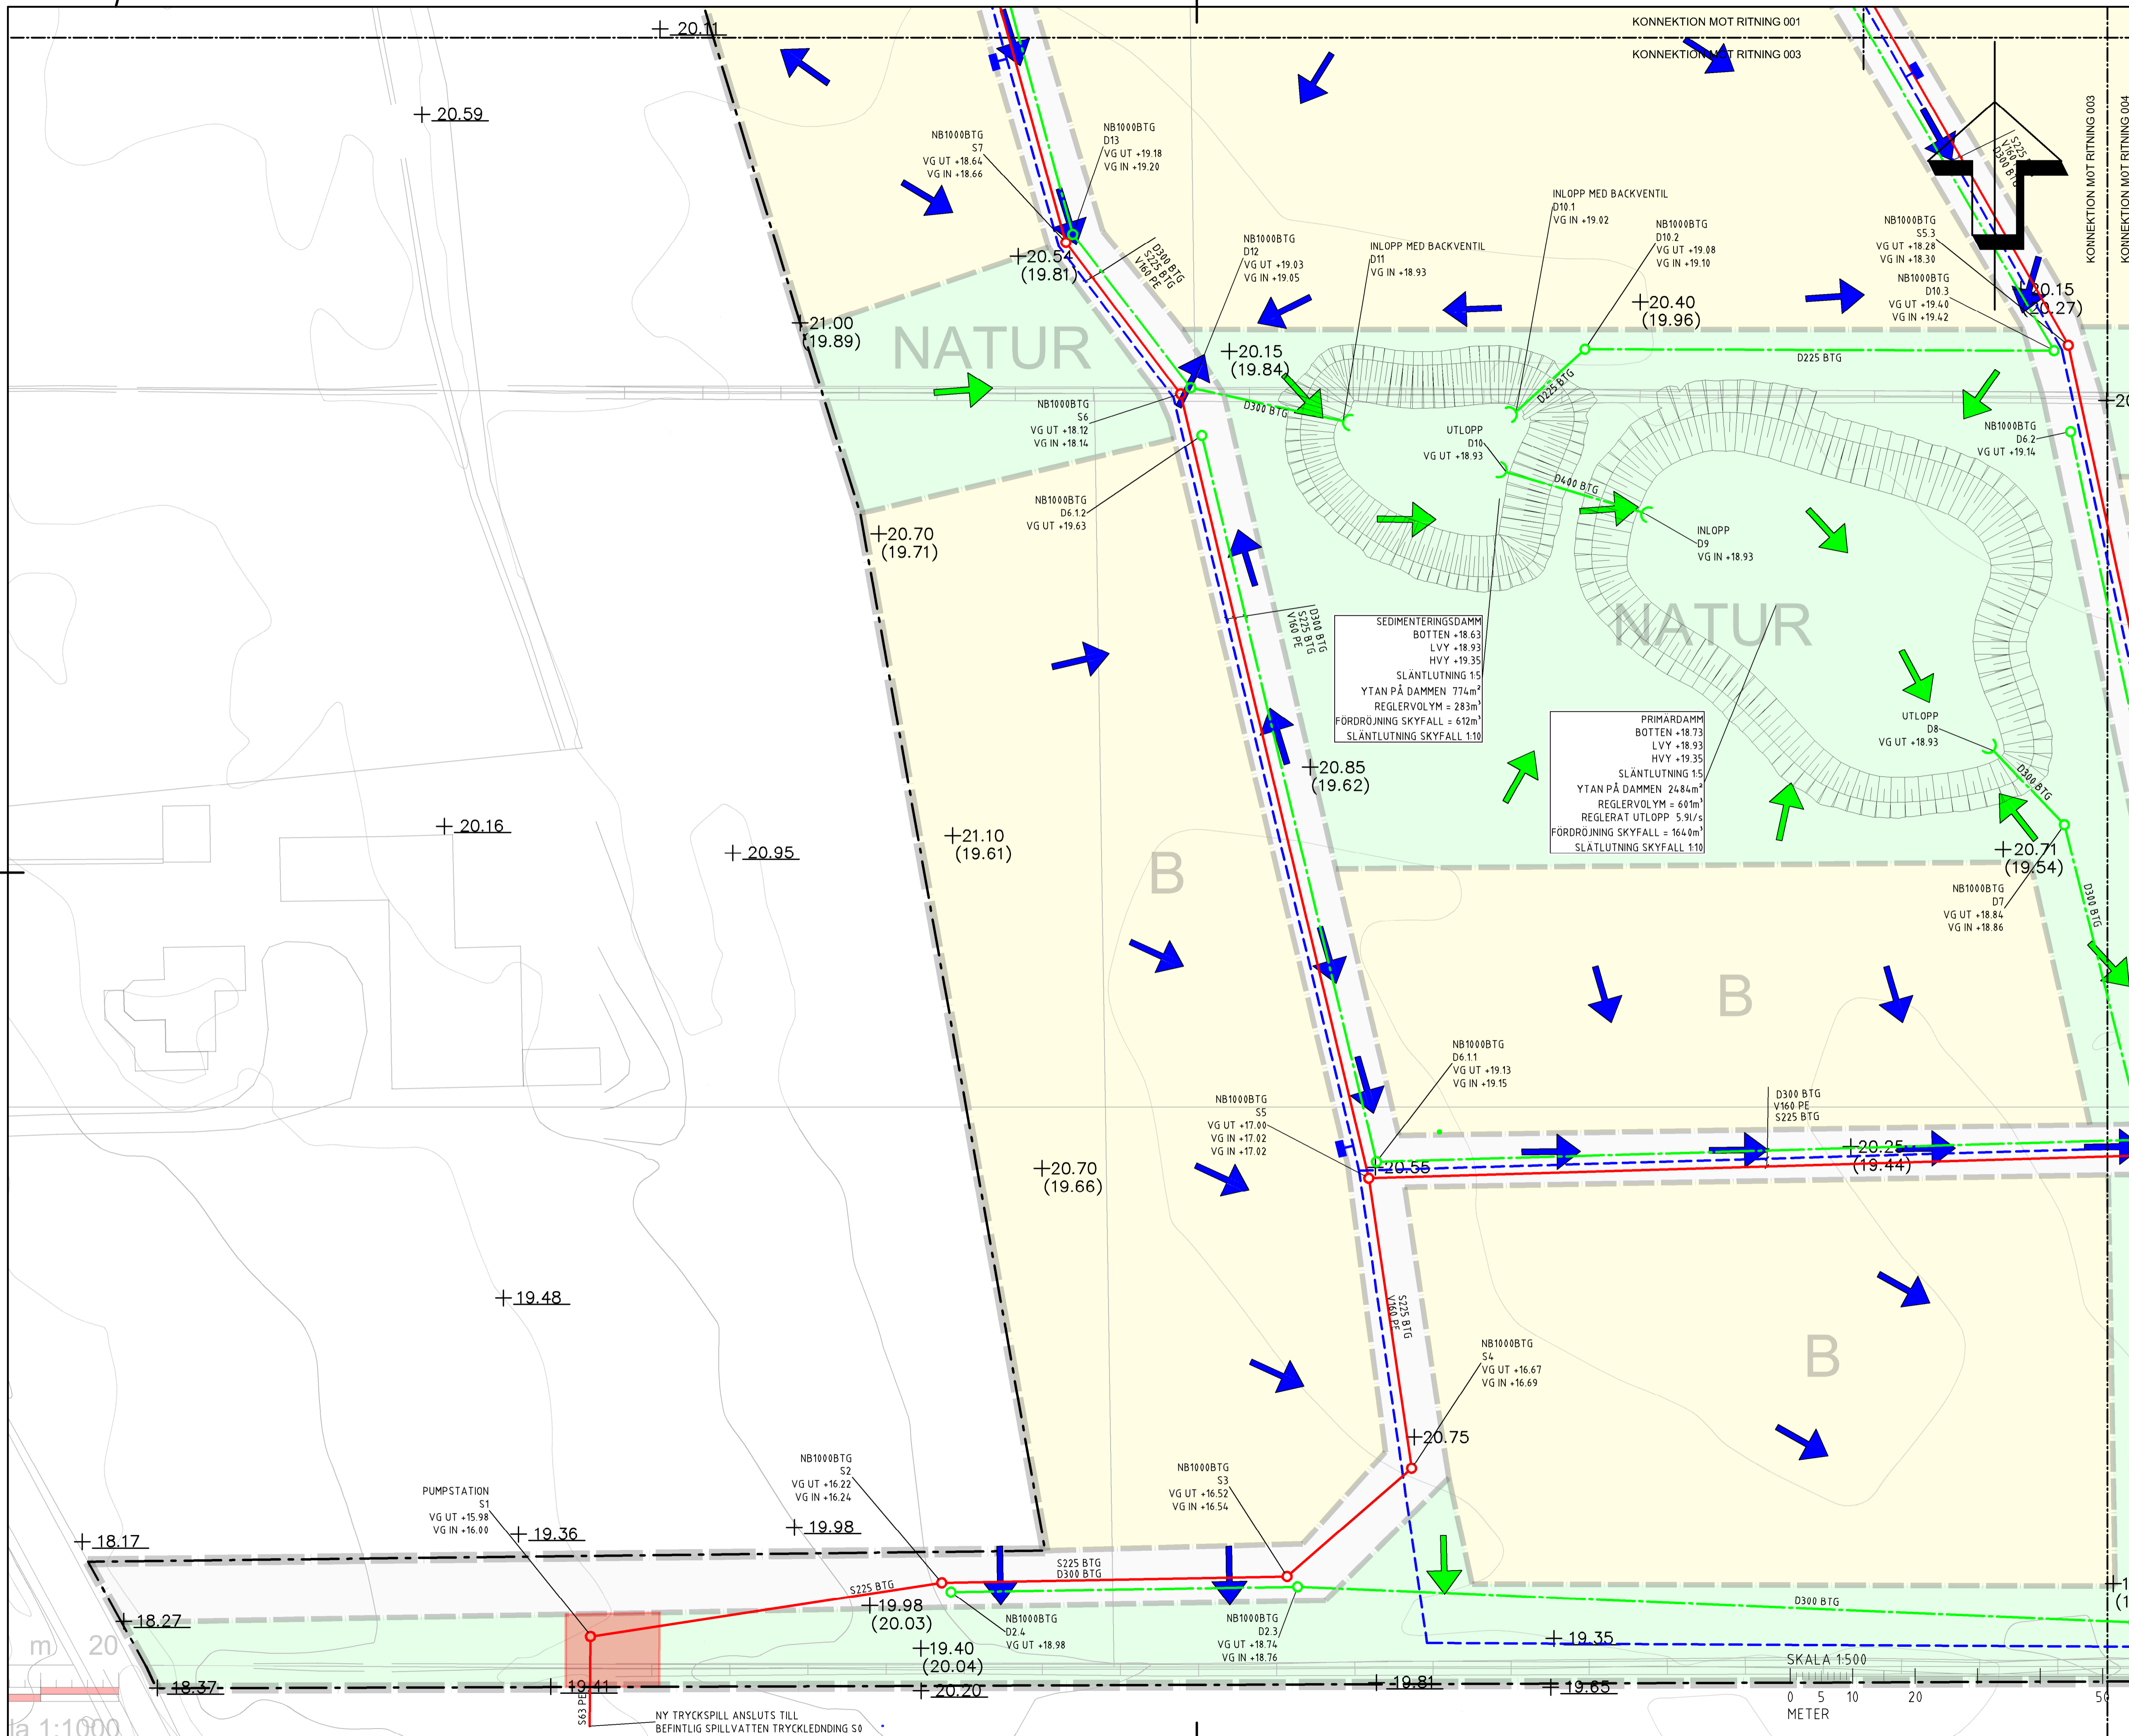 KONNEKTION MOT RITNING 001
KONNEKTION MOT RITNING 003
KONNEKTION MOT RITNING 003
KONNEKTION MOT RITNING 004
20.11
20.59
NB1000BTG
S7
VG UT +18.64
VG IN +18.66
NB1000BTG
D13
VG UT +19.18
VG IN +19.20
20.54
(19.81)
D300 BTG
S225 BTG
V160 PE
NB1000BTG
D12
VG UT +19.03
VG IN +19.05
INLOPP MED BACKVENTIL
D11
VG IN +18.93
INLOPP MED BACKVENTIL
D10.1
VG IN +19.02
NB1000BTG
D10.2
VG UT +19.08
VG IN +19.10
NB1000BTG
S5.3
VG UT +18.28
VG IN +18.30
NB1000BTG
D10.3
VG UT +19.40
VG IN +19.42
20.15
(20.27)
20.40
(19.96)
21.00
(19.89)
NATUR
20.15
(19.84)
D225 BTG
D225 BTG
D300 BTG
NB1000BTG
S6
VG UT +18.12
VG IN +18.14
UTLOPP
D10
VG UT +18.93
D400 BTG
NB1000BTG
D6.2
VG UT +19.14
NB1000BTG
D6.1.2
VG UT +19.63
INLOPP
D9
VG IN +18.93
20.70
(19.71)
NATUR
D300 BTG
S225 BTG
V160 PE
SEDIMENTERINGSDAMM
BOTTEN +18.63
LVY +18.93
HVY +19.35
SLÄNTLUTNING 1:5
YTAN PÅ DAMMEN 774m²
REGLERVOLYM = 283m³
FÖRDRÖJNING SKYFALL = 612m³
SLÄNTLUTNING SKYFALL 1:10
PRIMÄRDAMM
BOTTEN +18.73
LVY +18.93
HVY +19.35
SLÄNTLUTNING 1:5
YTAN PÅ DAMMEN 2484m²
REGLERVOLYM = 601m³
REGLERAT UTLOPP 5.9l/s
FÖRDRÖJNING SKYFALL = 1640m³
SLÄTLUTNING SKYFALL 1:10
UTLOPP
D8
VG UT +18.93
D300 BTG
20.85
(19.62)
20.16
20.95
21.10
(19.61)
B
20.71
(19.54)
NB1000BTG
D7
VG UT +18.84
VG IN +18.86
D300 BTG
B
NB1000BTG
D6.1.1
VG UT +19.13
VG IN +19.15
NB1000BTG
S5
VG UT +17.00
VG IN +17.02
VG IN +17.02
D300 BTG
V160 PE
S225 BTG
20.25
(19.44)
20.55
20.70
(19.66)
19.48
S225 BTG
V160 PE
NB1000BTG
S4
VG UT +16.67
VG IN +16.69
B
20.75
NB1000BTG
S2
VG UT +16.22
VG IN +16.24
NB1000BTG
S3
VG UT +16.52
VG IN +16.54
PUMPSTATION
S1
VG UT +15.98
VG IN +16.00
18.17
19.36
19.98
S225 BTG
D300 BTG
S225 BTG
18.27
19.98
(20.03)
NB1000BTG
D2.4
VG UT +18.98
NB1000BTG
D2.3
VG UT +18.74
VG IN +18.76
D300 BTG
m 20
19.40
(20.04)
19.35
18.37
19.41
20.20
19.81
19.65
SKALA 1:500
0 5 10 20 50
METER
S63 PE
NY TRYCKSPILL ANSLUTS TILL
BEFINTLIG SPILLVATTEN TRYCKLEDNDING S0
la 1:1000